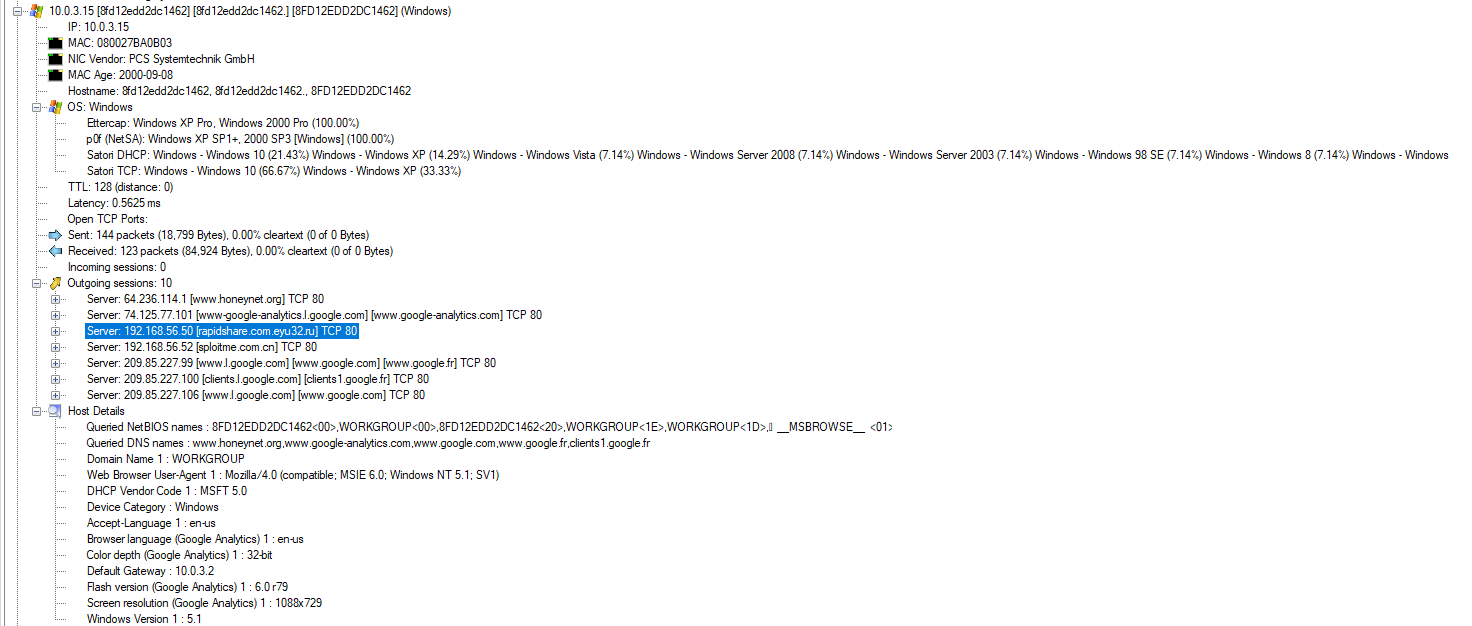 10.0.3.15 [8fd12edd2dc1462] [8fd12edd2dc1462.] [8FD12EDD2DC1462] (Windows)
IP: 10.0.3.15
MAC: 080027BA0B03
NIC Vendor: PCS Systemtechnik GmbH
MAC Age: 2000-09-08
Hostname: 8fd12edd2dc1462, 8fd12edd2dc1462., 8FD12EDD2DC1462
OS: Windows
Ettercap: Windows XP Pro, Windows 2000 Pro (100.00%)
p0f (NetSA): Windows XP SP1+, 2000 SP3 [Windows] (100.00%)
Satori DHCP: Windows - Windows 10 (21.43%) Windows - Windows XP (14.29%) Windows - Windows Vista (7.14%) Windows - Windows Server 2008 (7.14%) Windows - Windows Server 2003 (7.14%) Windows - Windows 98 SE (7.14%) Windows - Windows 8 (7.14%) Windows - Windows
Satori TCP: Windows - Windows 10 (66.67%) Windows - Windows XP (33.33%)
TTL: 128 (distance: 0)
Latency: 0.5625 ms
Open TCP Ports:
Sent: 144 packets (18,799 Bytes), 0.00% cleartext (0 of 0 Bytes)
Received: 123 packets (84,924 Bytes), 0.00% cleartext (0 of 0 Bytes)
Incoming sessions: 0
Outgoing sessions: 10
Server: 64.236.114.1 [www.honeynet.org] TCP 80
Server: 74.125.77.101 [www-google-analytics.l.google.com] [www.google-analytics.com] TCP 80
Server: 192.168.56.50 [rapidshare.com.eyu32.ru] TCP 80
Server: 192.168.56.52 [sploitme.com.cn] TCP 80
Server: 209.85.227.99 [www.l.google.com] [www.google.com] [www.google.fr] TCP 80
Server: 209.85.227.100 [clients.l.google.com] [clients1.google.fr] TCP 80
Server: 209.85.227.106 [www.l.google.com] [www.google.com] TCP 80
Host Details
Queried NetBIOS names : 8FD12EDD2DC1462<00>,WORKGROUP<00>,8FD12EDD2DC1462<20>,WORKGROUP<1E>,WORKGROUP<1D>,▯ __MSBROWSE__ <01>
Queried DNS names : www.honeynet.org,www.google-analytics.com,www.google.com,www.google.fr,clients1.google.fr
Domain Name 1 : WORKGROUP
Web Browser User-Agent 1 : Mozilla/4.0 (compatible; MSIE 6.0; Windows NT 5.1; SV1)
DHCP Vendor Code 1 : MSFT 5.0
Device Category : Windows
Accept-Language 1 : en-us
Browser language (Google Analytics) 1 : en-us
Color depth (Google Analytics) 1 : 32-bit
Default Gateway : 10.0.3.2
Flash version (Google Analytics) 1 : 6.0 r79
Screen resolution (Google Analytics) 1 : 1088x729
Windows Version 1 : 5.1